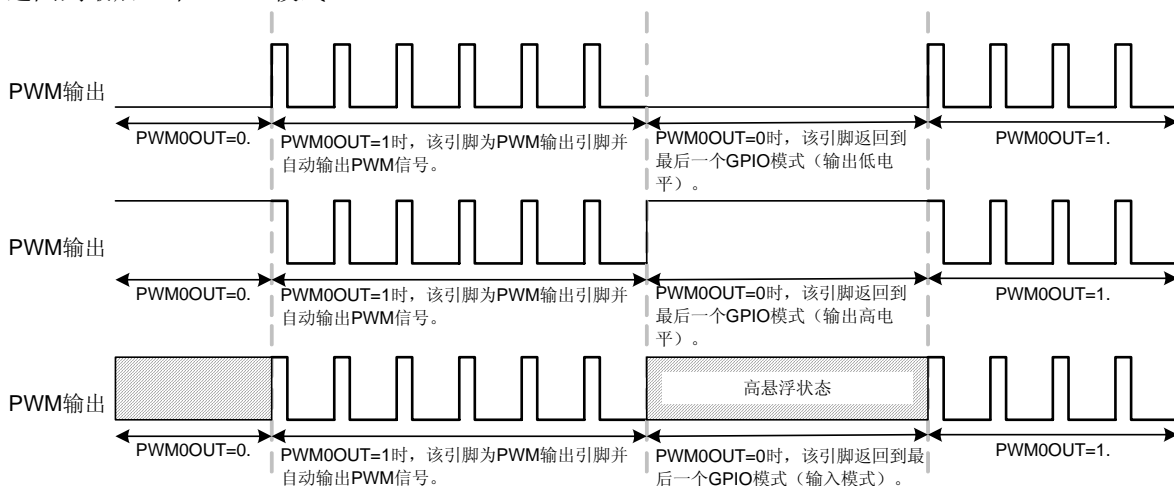 PWM输出
PWM0OUT=0.
PWM0OUT=1时，该引脚为PWM输出引脚并
自动输出PWM信号。
PWM0OUT=0时，该引脚返回到
最后一个GPIO模式（输出低电
平）。
PWM0OUT=1.
PWM输出
PWM0OUT=0.
PWM0OUT=1时，该引脚为PWM输出引脚并
自动输出PWM信号。
PWM0OUT=0时，该引脚返回到
最后一个GPIO模式（输出高电
平）。
PWM0OUT=1.
PWM输出
高悬浮状态
PWM0OUT=0.
PWM0OUT=1时，该引脚为PWM输出引脚并
自动输出PWM信号。
PWM0OUT=0时，该引脚返回到最
后一个GPIO模式（输入模式）。
PWM0OUT=1.